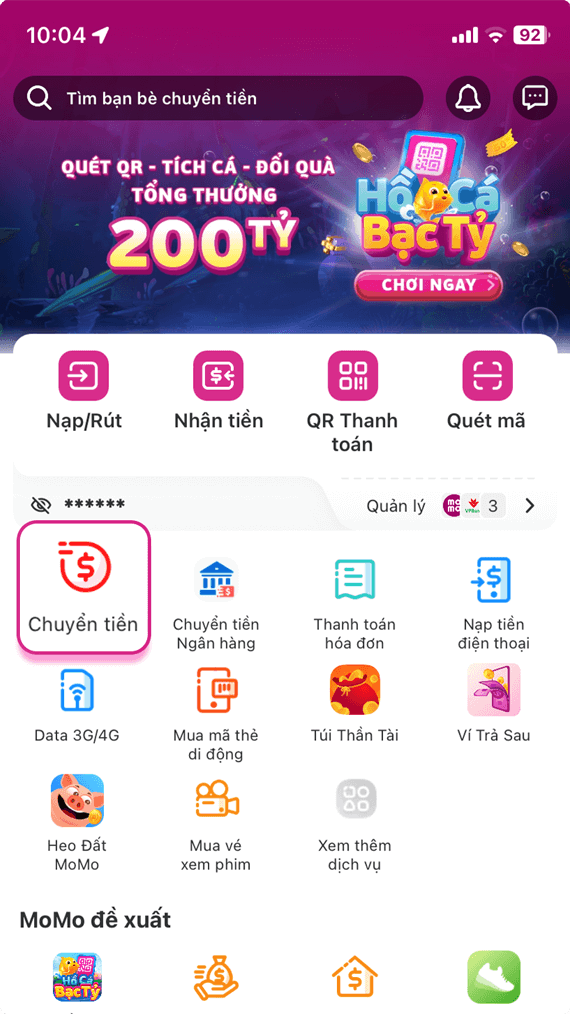 10:04
92
Tìm bạn bè chuyển tiền
QUÉT QR - TÍCH CÁ - ĐỔI QUÀ
TỔNG THƯỞNG
200 TỶ
Hồ Cá
Bạc Tỷ
CHƠI NGAY
Nạp/Rút
Nhận tiền
QR Thanh
toán
Quét mã
******
Quản lý
mo
mo
3
Chuyển tiền
Chuyển tiền
Ngân hàng
Thanh toán
hóa đơn
Nạp tiền
điện thoại
Data 3G/4G
Mua mã thẻ
di động
Túi Thần Tài
Ví Trả Sau
Heo Đất
MoMo
Mua vé
xem phim
Xem thêm
dịch vụ
MoMo đề xuất
Hồ Cá
Bạc Tỷ